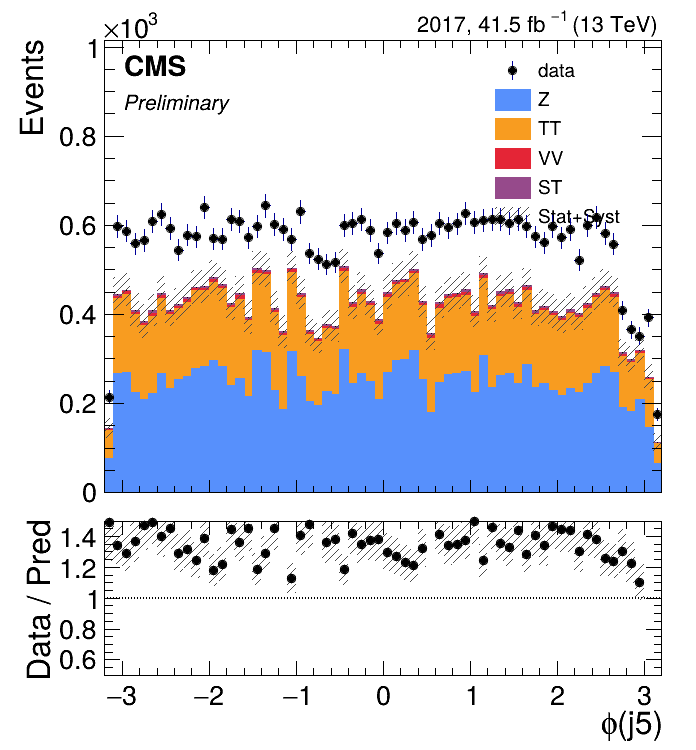 ×10³
2017, 41.5 fb⁻¹ (13 TeV)
Events
CMS
Preliminary
data
Z
TT
VV
ST
Stat+Syst
1
0.8
0.6
0.4
0.2
0
Data / Pred
1.4
1.2
1
0.8
0.6
−3 −2 −1 0 1 2 3
ϕ(j5)